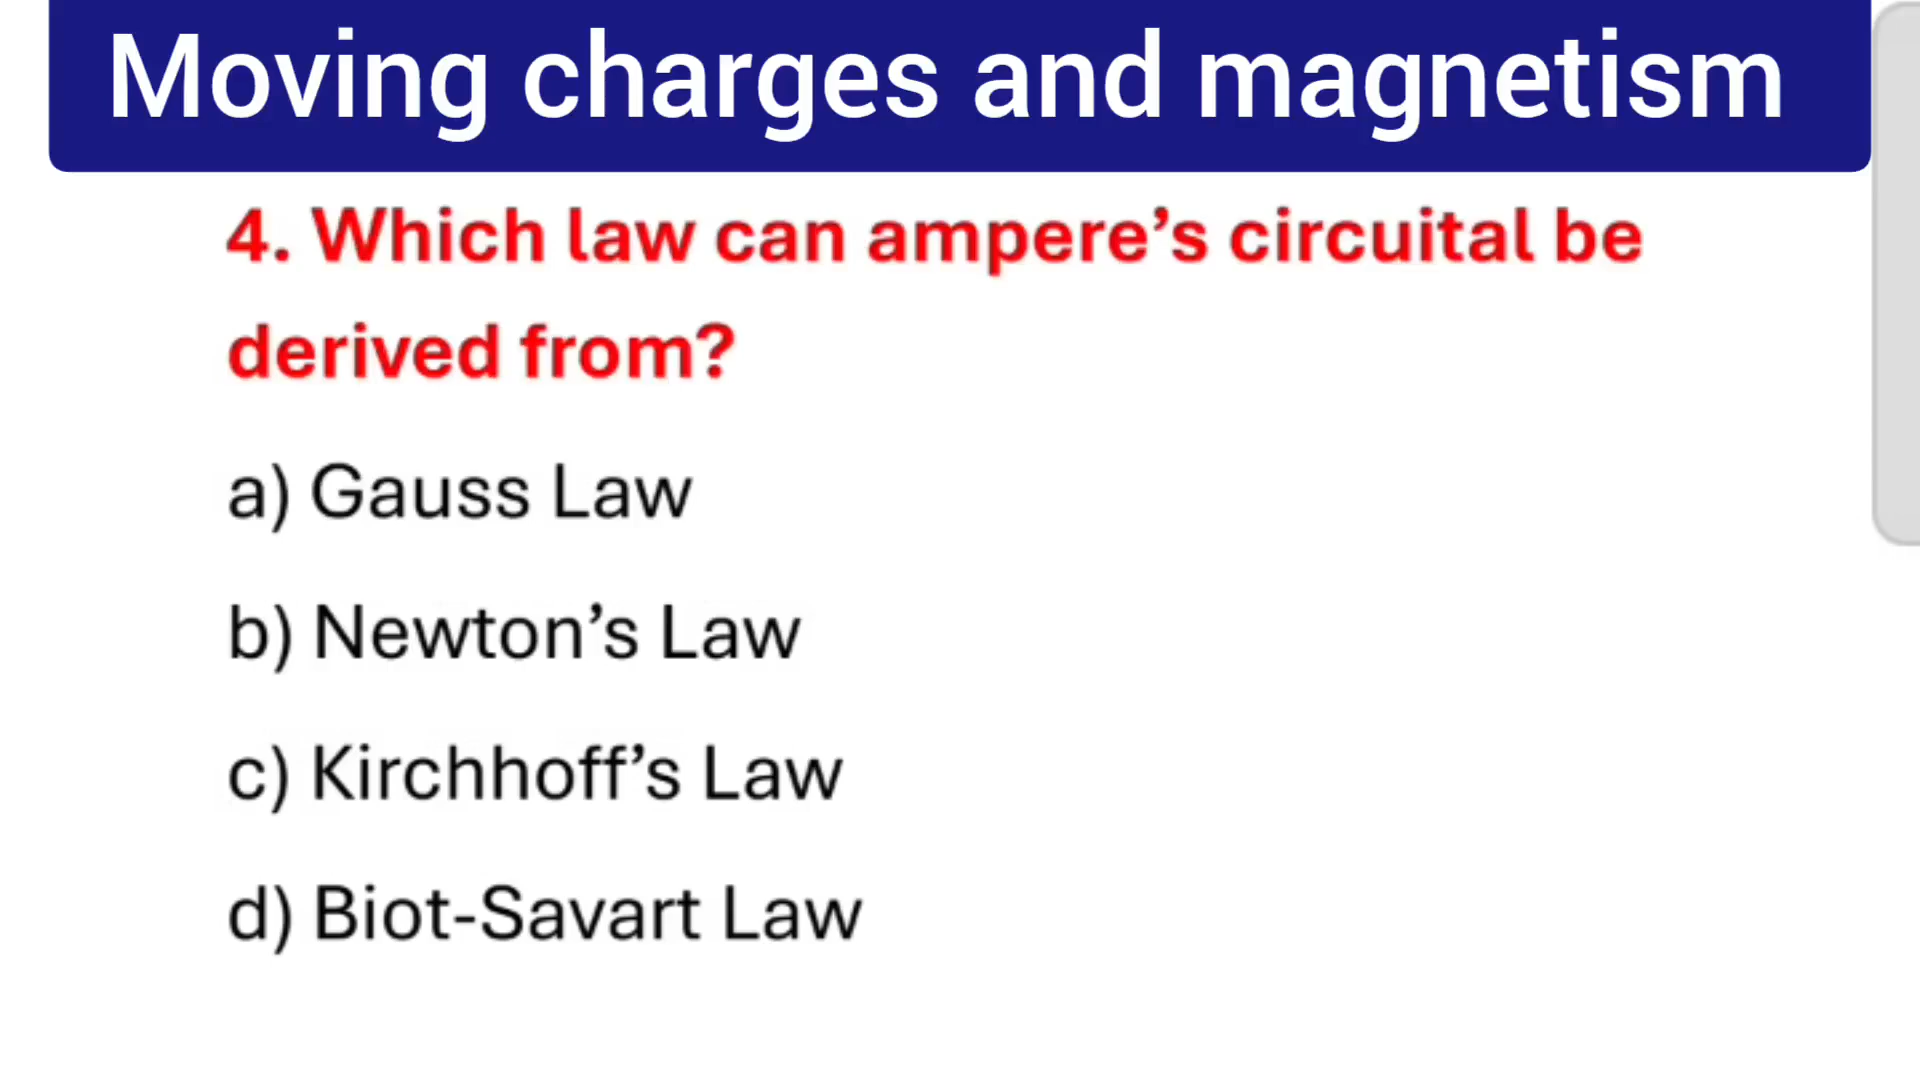 Moving charges and magnetism
4. Which law can ampere’s circuital be
derived from?
a) Gauss Law
b) Newton’s Law
c) Kirchhoff’s Law
d) Biot-Savart Law